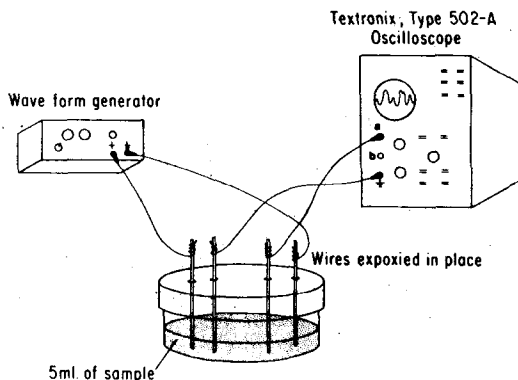 Textronix, Type 502-A
Oscilloscope
Wave form generator
a
b
+
Wires expoxied in place
5ml. of sample